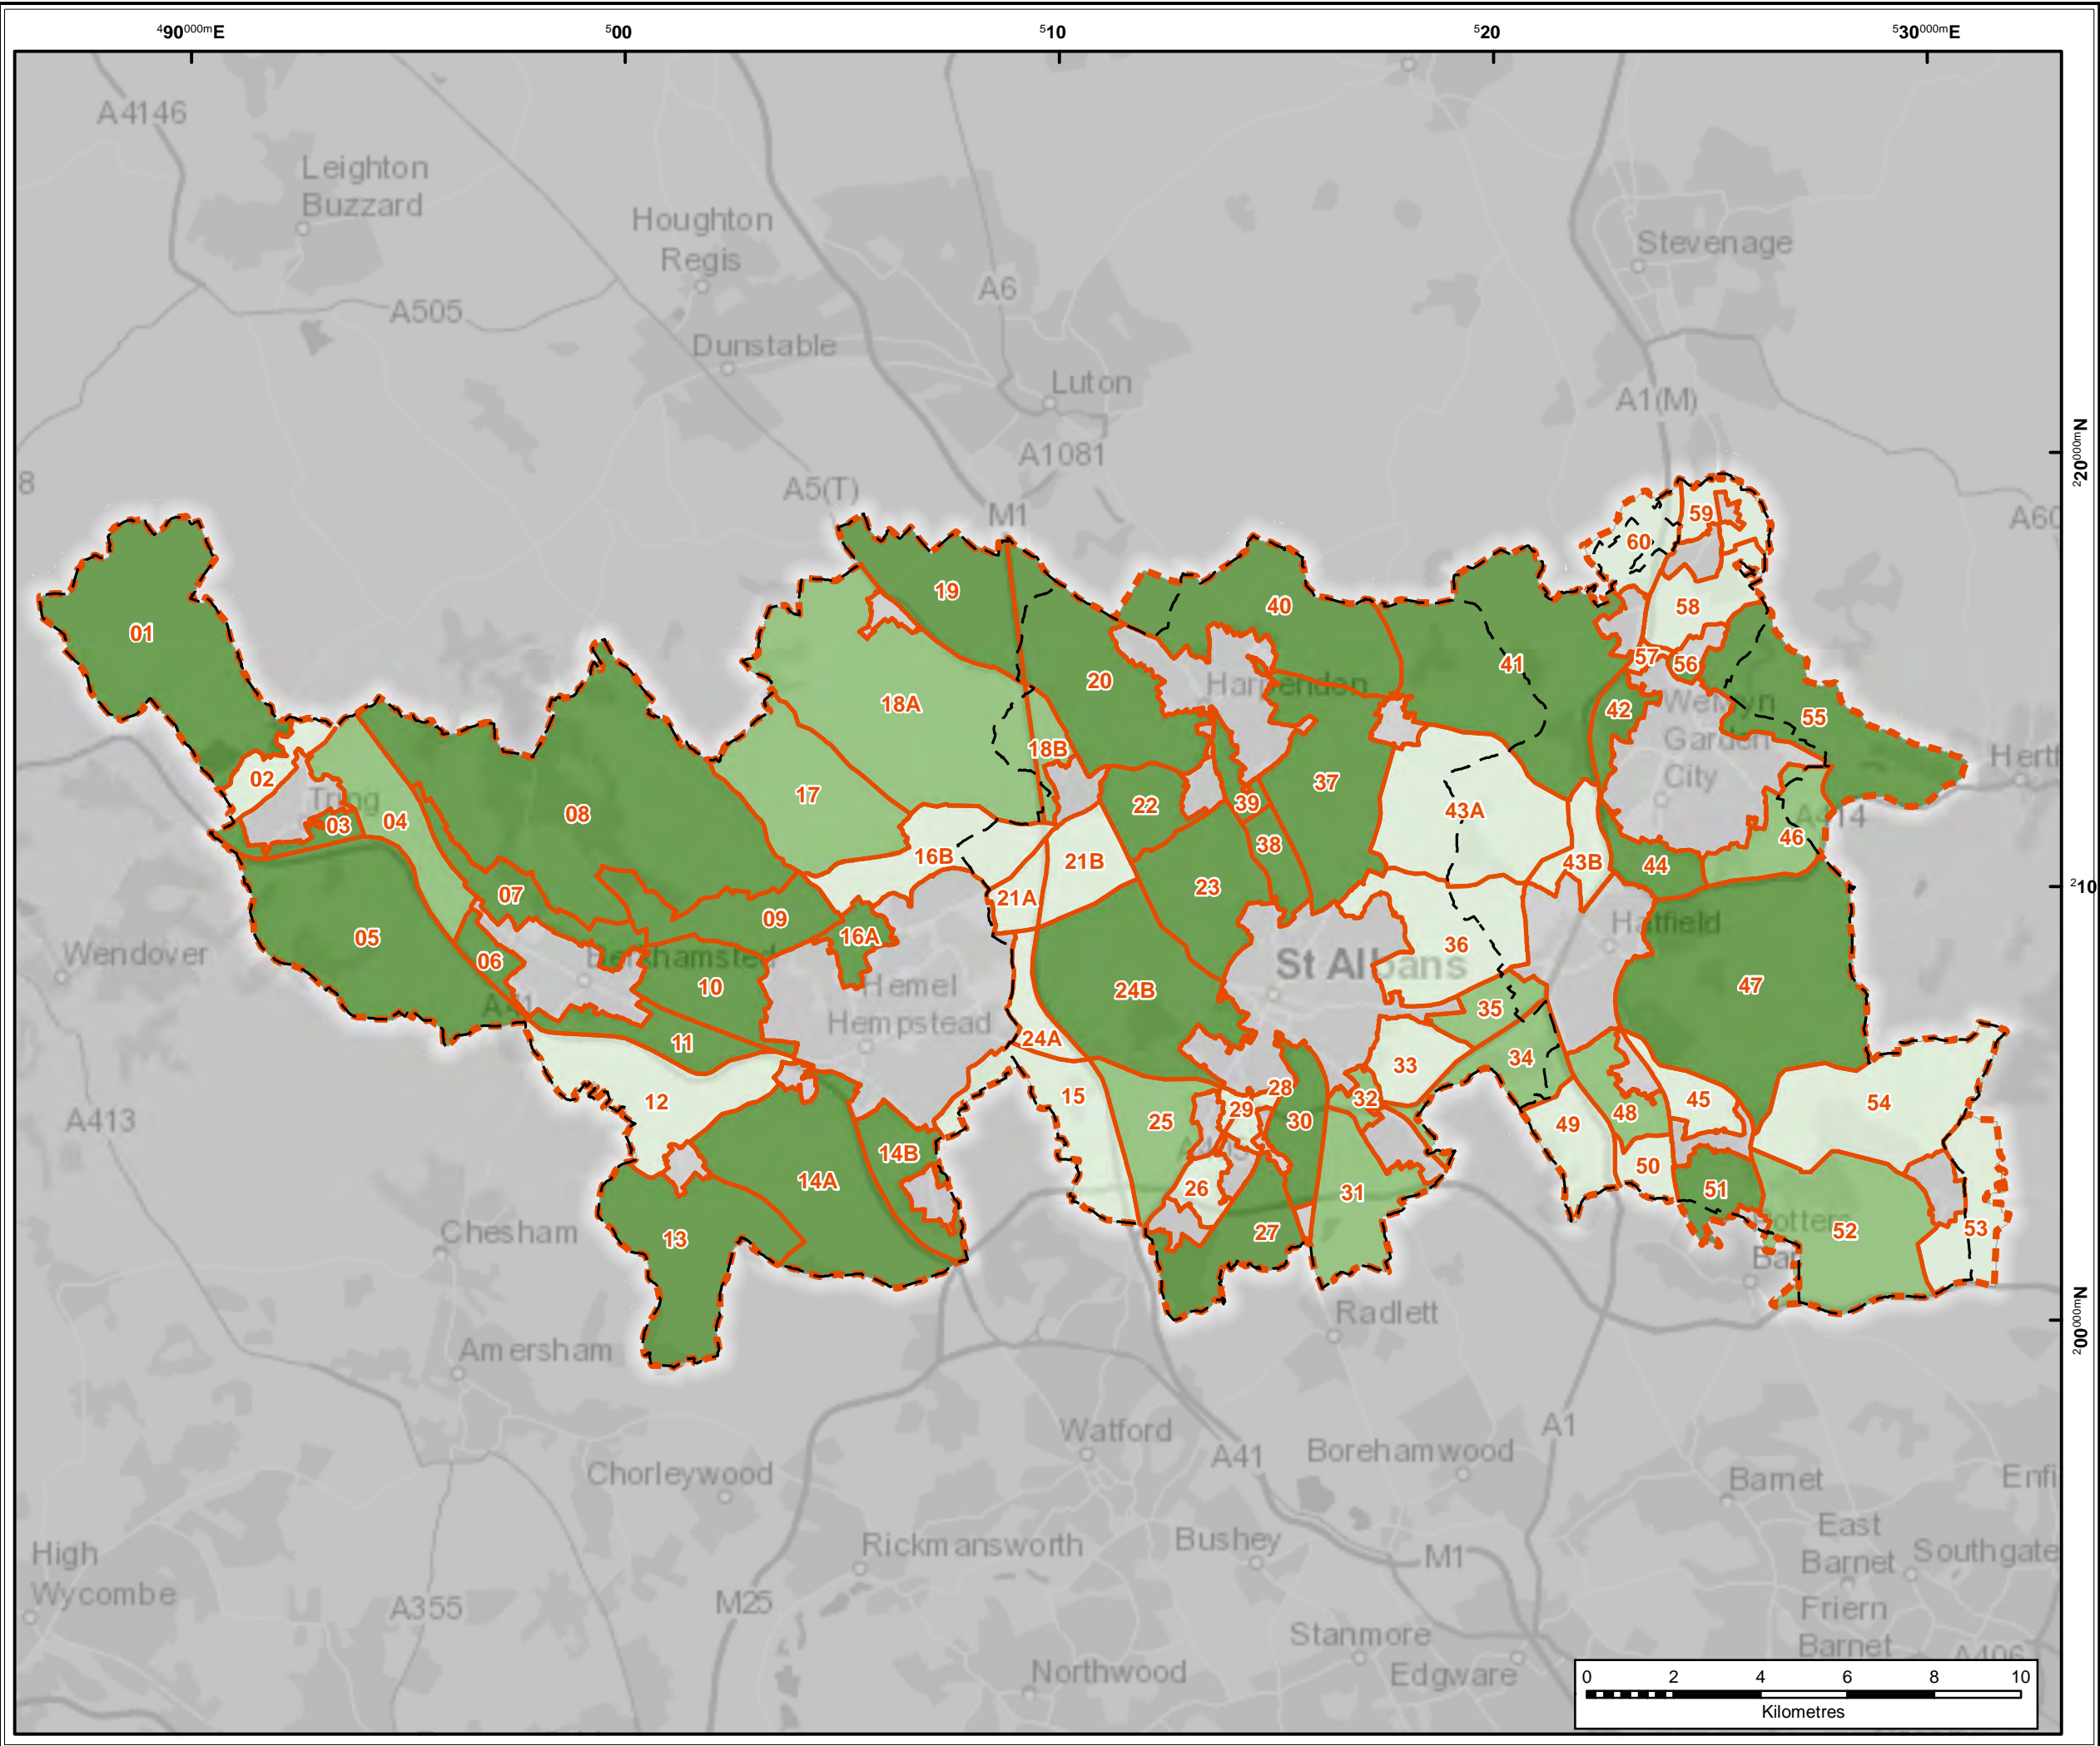 490000mE
500
510
520
530000mE
A4146
Leighton
Buzzard
Houghton
Regis
Stevenage
A6
A505
Dunstable
Luton
A1(M)
220000mN
A1081
8
A5(T)
M1
A60
59
60
19
40
58
01
41
57
56
20
Harpenden
18A
42
Welwyn
Garden
City
55
18B
Hertf
02
Tring
03
04
08
17
22
39
37
43A
A414
46
38
16B
21B
43B
44
07
21A
23
210
09
16A
Hatfield
05
36
Wendover
06
Berkhamsted
St Albans
10
Hemel
Hempstead
24B
47
A41
35
11
24A
34
33
28
15
32
12
29
45
54
25
30
48
49
A413
A405
14B
50
14A
26
31
51
Potters
Bar
13
Chesham
27
52
53
Radlett
200000mN
Amersham
Watford
A1
A41
Borehamwood
Chorleywood
Barnet
Enfi
East
Barnet
High
Wycombe
Rickmansworth
Bushey
M1
Southgate
A355
M25
Friern
Barnet
Stanmore
Edgware
A406
Northwood
0 2 4 6 8 10
Kilometres